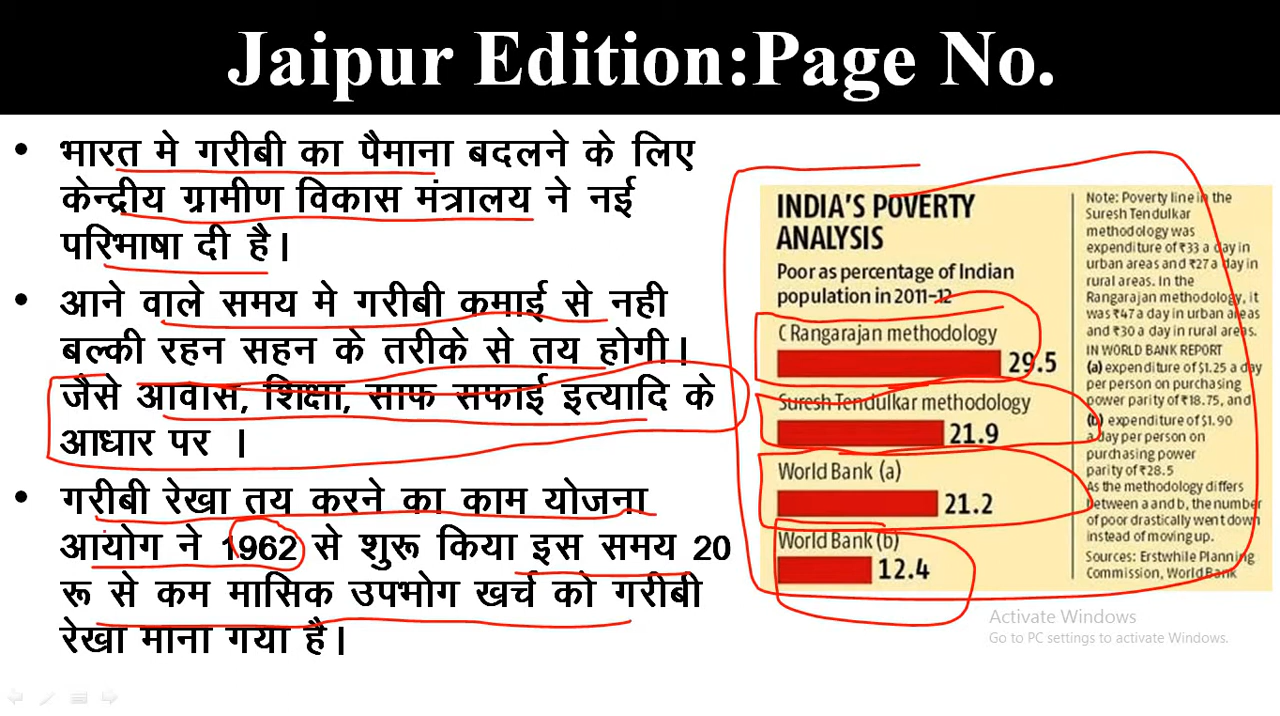 Jaipur Edition:Page No.
• भारत मे गरीबी का पैमाना बदलने के लिए
केन्द्रीय ग्रामीण विकास मंत्रालय ने नई
परिभाषा दी है।
• आने वाले समय मे गरीबी कमाई से नही
बल्की रहन सहन के तरीके से तय होगी।
जैसे आवास, शिक्षा, साफ सफाई इत्यादि के
आधार पर ।
• गरीबी रेखा तय करने का काम योजना
आयोग ने 1962 से शुरू किया इस समय 20
रू से कम मासिक उपभोग खर्च को गरीबी
रेखा माना गया है।
INDIA'S POVERTY
ANALYSIS
Poor as percentage of Indian
population in 2011–12
C Rangarajan methodology
29.5
Suresh Tendulkar methodology
21.9
World Bank (a)
21.2
World Bank (b)
12.4
Note: Poverty line in the
Suresh Tendulkar
methodology was
expenditure of ₹33 a day in
urban areas and ₹27 a day in
rural areas. In the
Rangarajan methodology, it
was ₹47 a day in urban areas
and ₹30 a day in rural areas.
IN WORLD BANK REPORT
(a) expenditure of $1.25 a day
per person on purchasing
power parity of ₹18.75, and
(b) expenditure of $1.90
a day per person on
purchasing power
parity of ₹28.5
As the methodology differs
between a and b, the number
of poor drastically went down
instead of moving up.
Sources: Erstwhile Planning
Commission, World Bank
Activate Windows
Go to PC settings to activate Windows.